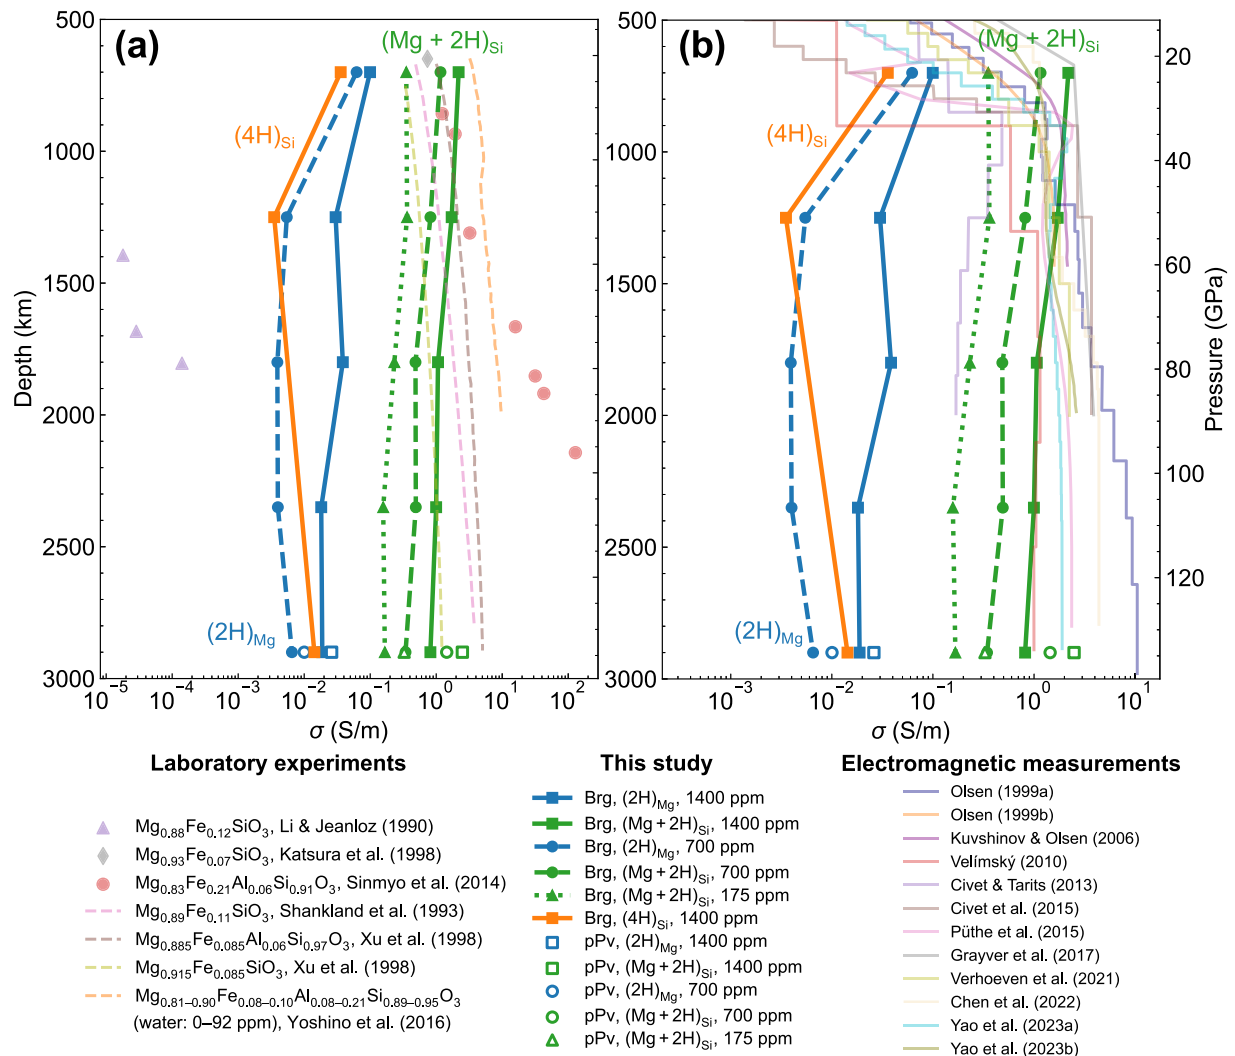 (a)
(Mg + 2H)Si
(4H)Si
(2H)Mg
500
1000
1500
2000
2500
3000
Depth (km)
10−5
10−4
10−3
10−2
10−1
100
101
102
σ (S/m)
(b)
(Mg + 2H)Si
(4H)Si
(2H)Mg
500
1000
1500
2000
2500
3000
20
40
60
80
100
120
Pressure (GPa)
10−3
10−2
10−1
100
101
σ (S/m)
Laboratory experiments
Mg0.88Fe0.12SiO3, Li & Jeanloz (1990)
Mg0.93Fe0.07SiO3, Katsura et al. (1998)
Mg0.83Fe0.21Al0.06Si0.91O3, Sinmyo et al. (2014)
Mg0.89Fe0.11SiO3, Shankland et al. (1993)
Mg0.885Fe0.085Al0.06Si0.97O3, Xu et al. (1998)
Mg0.915Fe0.085SiO3, Xu et al. (1998)
Mg0.81–0.90Fe0.08–0.10Al0.08–0.21Si0.89–0.95O3
(water: 0–92 ppm), Yoshino et al. (2016)
This study
Brg, (2H)Mg, 1400 ppm
Brg, (Mg+2H)Si, 1400 ppm
Brg, (2H)Mg, 700 ppm
Brg, (Mg+2H)Si, 700 ppm
Brg, (Mg+2H)Si, 175 ppm
Brg, (4H)Si, 1400 ppm
pPv, (2H)Mg, 1400 ppm
pPv, (Mg+2H)Si, 1400 ppm
pPv, (2H)Mg, 700 ppm
pPv, (Mg+2H)Si, 700 ppm
pPv, (Mg+2H)Si, 175 ppm
Electromagnetic measurements
Olsen (1999a)
Olsen (1999b)
Kuvshinov & Olsen (2006)
Velímský (2010)
Civet & Tarits (2013)
Civet et al. (2015)
Püthe et al. (2015)
Grayver et al. (2017)
Verhoeven et al. (2021)
Chen et al. (2022)
Yao et al. (2023a)
Yao et al. (2023b)